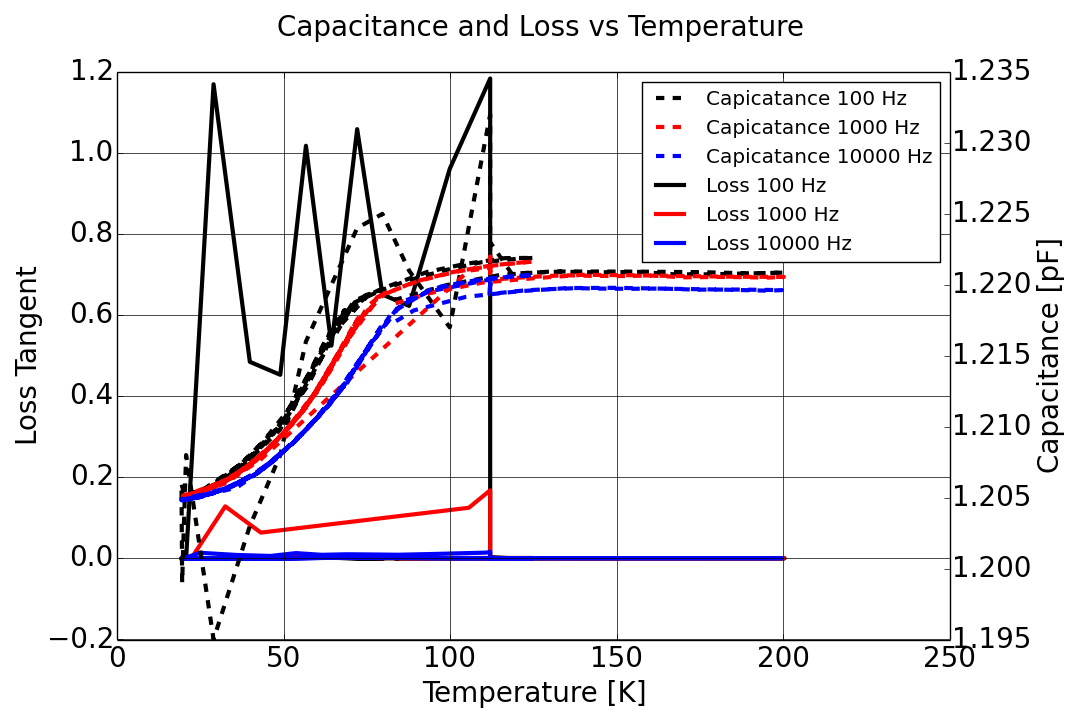 Capacitance and Loss vs Temperature
Loss Tangent
1.2
1.0
0.8
0.6
0.4
0.2
0.0
−0.2
Capicatance 100 Hz
Capicatance 1000 Hz
Capicatance 10000 Hz
Loss 100 Hz
Loss 1000 Hz
Loss 10000 Hz
1.235
1.230
1.225
1.220
1.215
1.210
1.205
1.200
1.195
Capacitance [pF]
0 50 100 150 200 250
Temperature [K]